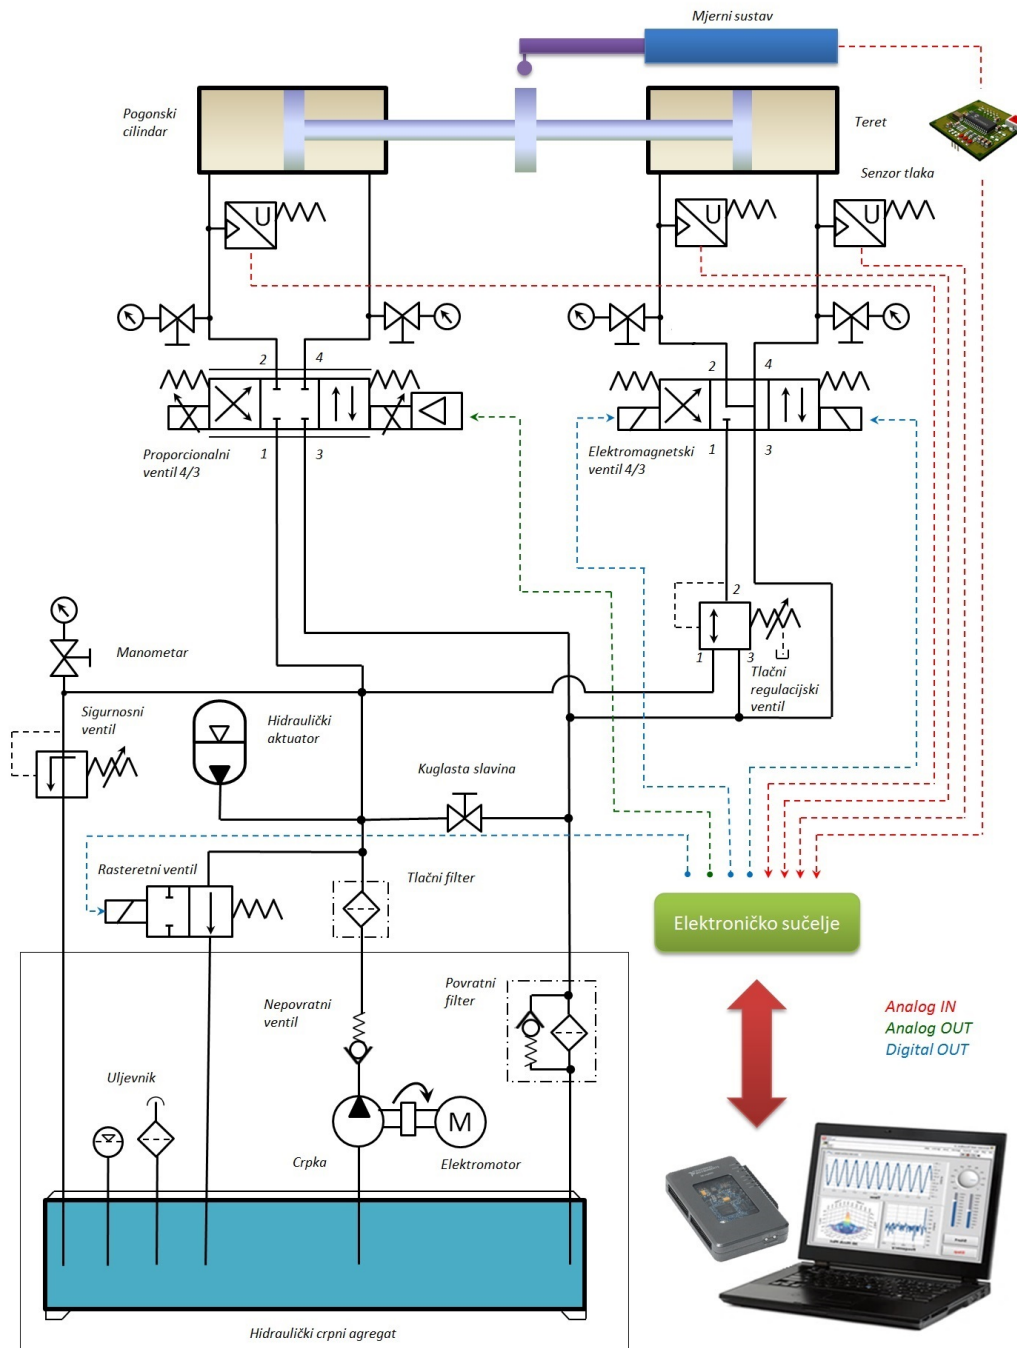 Mjerni sustav
Pogonski
cilindar
Teret
Senzor tlaka
U
U
U
2
4
2
4
Proporcionalni
ventil 4/3
1
3
Elektromagnetski
ventil 4/3
1
3
2
1
3
Tlačni
regulacijski
ventil
Manometar
Sigurnosni
ventil
Hidraulički
aktuator
Kuglasta slavina
Rasteretni ventil
Tlačni filter
Elektroničko sučelje
Nepovratni
ventil
Povratni
filter
Analog IN
Analog OUT
Digital OUT
Uljevnik
M
Crpka
Elektromotor
Hidraulički crpni agregat